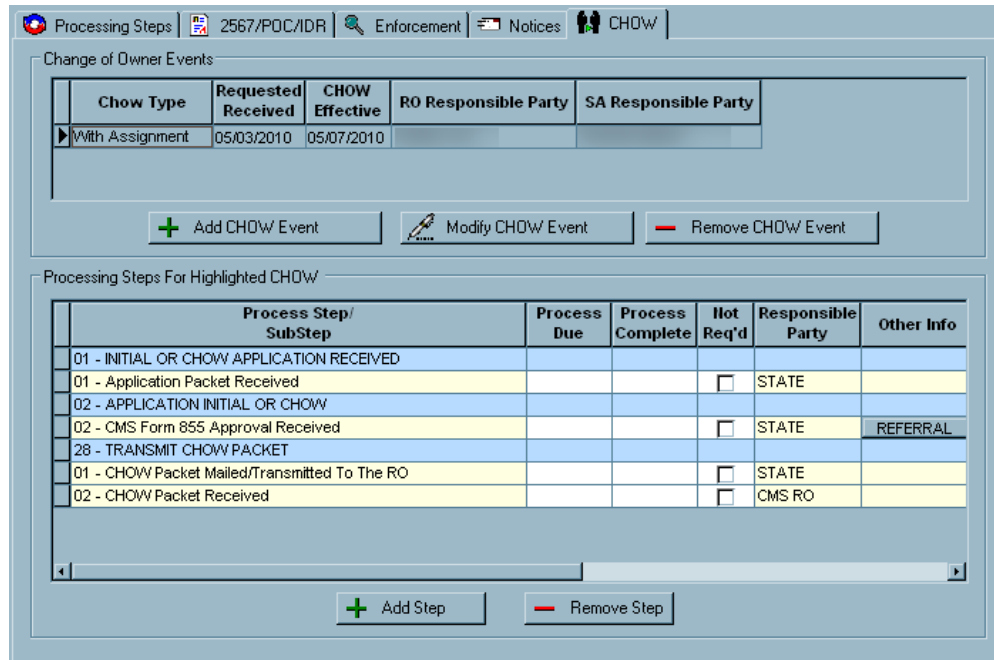 Processing Steps 2567/POC/IDR Enforcement Notices CHOW
Change of Owner Events
Chow Type Requested Received CHOW Effective RO Responsible Party SA Responsible Party
With Assignment 05/03/2010 05/07/2010
Add CHOW Event Modify CHOW Event Remove CHOW Event
Processing Steps For Highlighted CHOW
Process Step/ SubStep Process Due Process Complete Not Req'd Responsible Party Other Info
01 - INITIAL OR CHOW APPLICATION RECEIVED
01 - Application Packet Received STATE
02 - APPLICATION INITIAL OR CHOW
02 - CMS Form 855 Approval Received STATE REFERRAL
28 - TRANSMIT CHOW PACKET
01 - CHOW Packet Mailed/Transmitted To The RO STATE
02 - CHOW Packet Received CMS RO
Add Step Remove Step